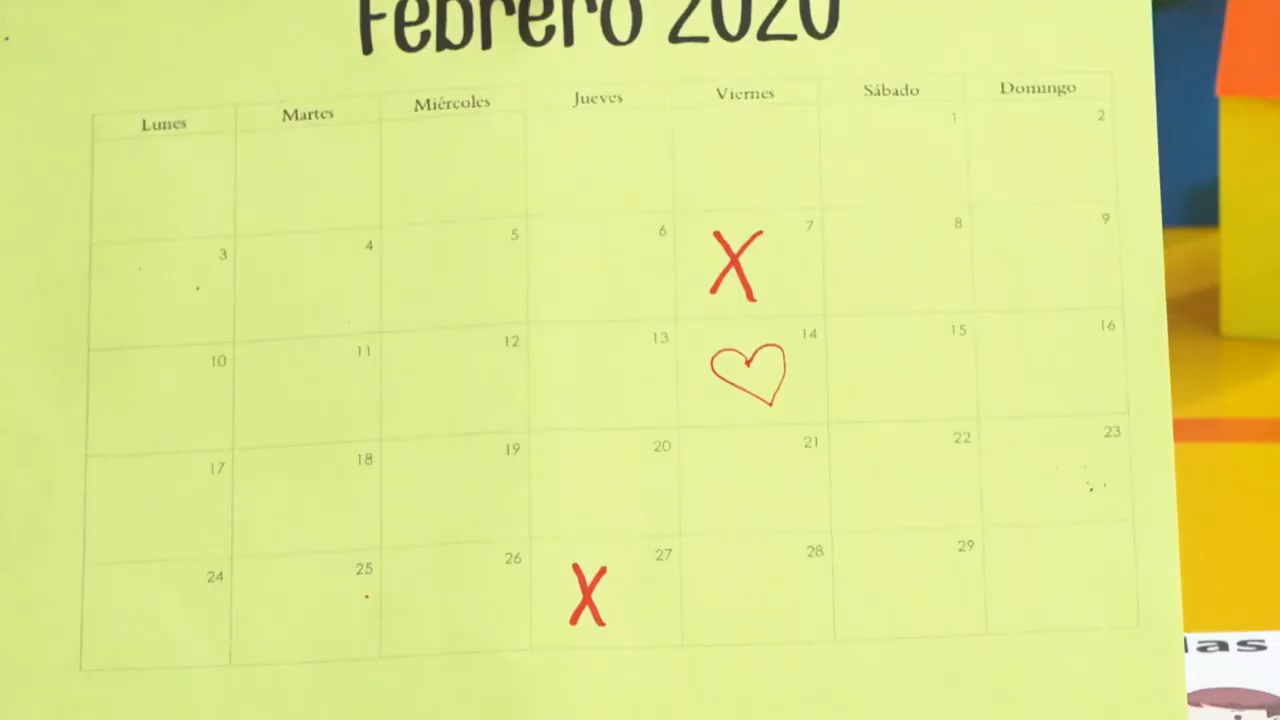 Febrero 2020
Lunes Martes Miércoles Jueves Viernes Sábado Domingo
1 2
3 4 5 6 X 7 8 9
10 11 12 13 14 15 16
17 18 19 20 21 22 23
24 25 26 X 27 28 29
las